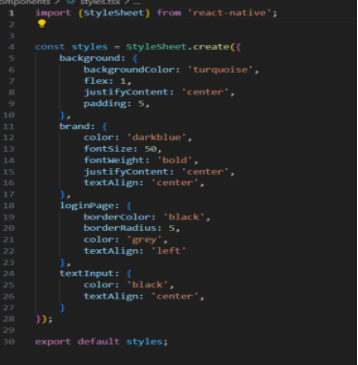 omponents > styles.tsx > ...
1 import {StyleSheet} from 'react-native';
2
3
4 const styles = StyleSheet.create({
5 background: {
6 backgroundColor: 'turquoise',
7 flex: 1,
8 justifyContent: 'center',
9 padding: 5,
10 },
11 brand: {
12 color: 'darkblue',
13 fontSize: 50,
14 fontWeight: 'bold',
15 justifyContent: 'center',
16 textAlign: 'center',
17 },
18 loginPage: {
19 borderColor: 'black',
20 borderRadius: 5,
21 color: 'grey',
22 textAlign: 'left'
23 },
24 textInput: {
25 color: 'black',
26 textAlign: 'center',
27 }
28 });
29
30 export default styles;